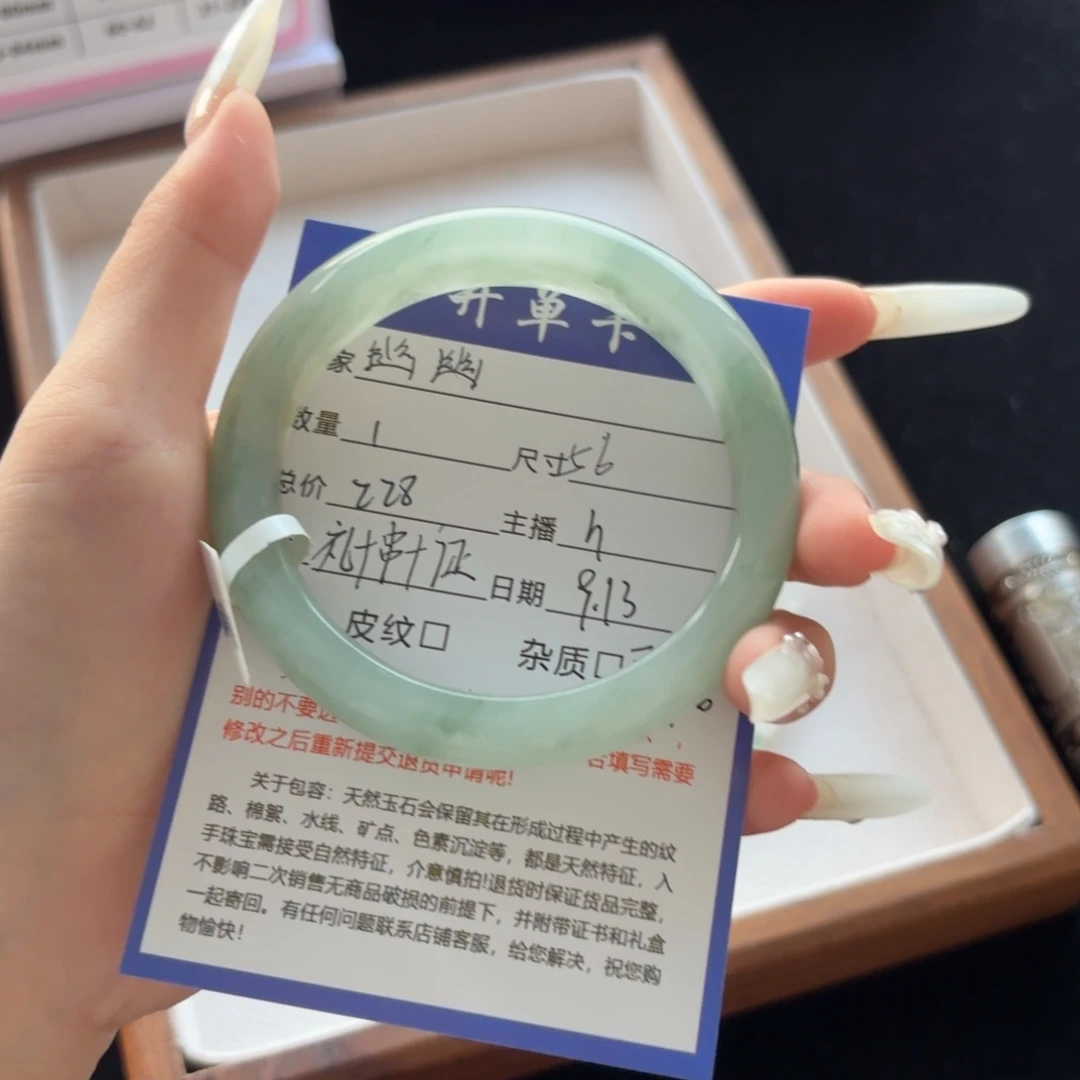 开单卡
家 幽幽
数量 1 尺寸 56
总价 228 主播 h
礼+串+证 日期 9.13
皮纹□ 杂质□
别的不要选
修改之后重新提交退货申请呢! 填写需要
关于包容：天然玉石会保留其在形成过程中产生的纹
路、棉絮、水线、矿点、色素沉淀等，都是天然特征，入
手珠宝需接受自然特征，介意慎拍!退货时保证货品完整，
不影响二次销售无商品破损的前提下，并附带证书和礼盒
一起寄回。有任何问题联系店铺客服，给您解决，祝您购
物愉快!